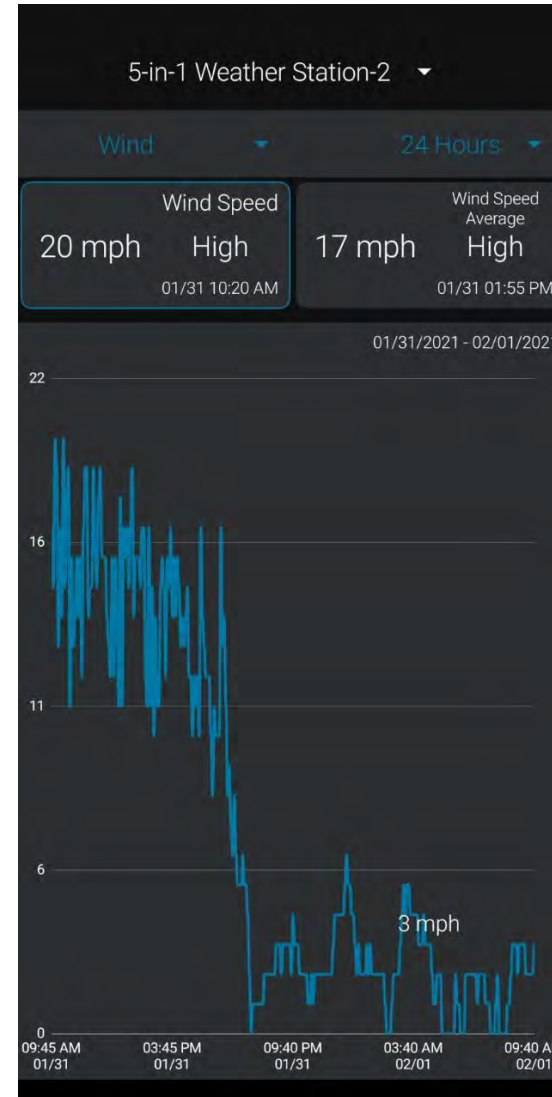 5-in-1 Weather Station-2
Wind
24 Hours
Wind Speed
20 mph High
01/31 10:20 AM
Wind Speed
Average
17 mph High
01/31 01:55 PM
01/31/2021 - 02/01/202
22
16
11
6
3 mph
0
09:45 AM 03:45 PM 09:40 PM 03:40 AM 09:40 A
01/31 01/31 01/31 02/01 02/01